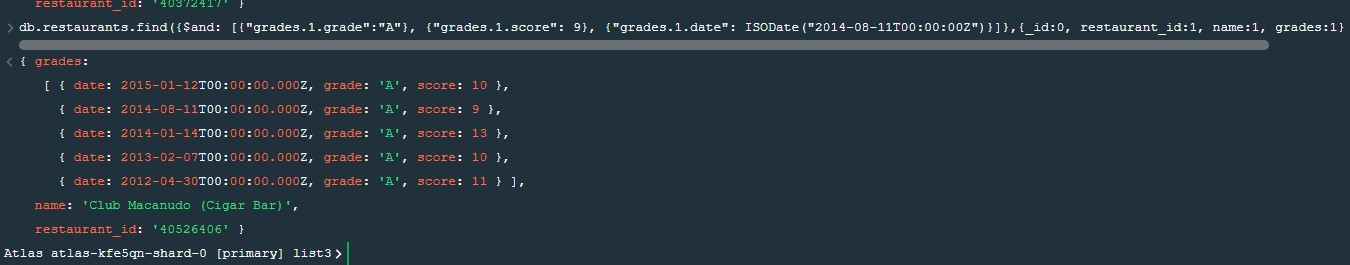 restaurant_id: '40372417' }
>db.restaurants.find({$and: [{"grades.1.grade":"A"}, {"grades.1.score": 9}, {"grades.1.date": ISODate("2014-08-11T00:00:00Z")}]},{_id:0, restaurant_id:1, name:1, grades:1}
< { grades:
[ { date: 2015-01-12T00:00:00.000Z, grade: 'A', score: 10 },
{ date: 2014-08-11T00:00:00.000Z, grade: 'A', score: 9 },
{ date: 2014-01-14T00:00:00.000Z, grade: 'A', score: 13 },
{ date: 2013-02-07T00:00:00.000Z, grade: 'A', score: 10 },
{ date: 2012-04-30T00:00:00.000Z, grade: 'A', score: 11 } ],
name: 'Club Macanudo (Cigar Bar)',
restaurant_id: '40526406' }
Atlas atlas-kfe5qn-shard-0 [primary] list3>